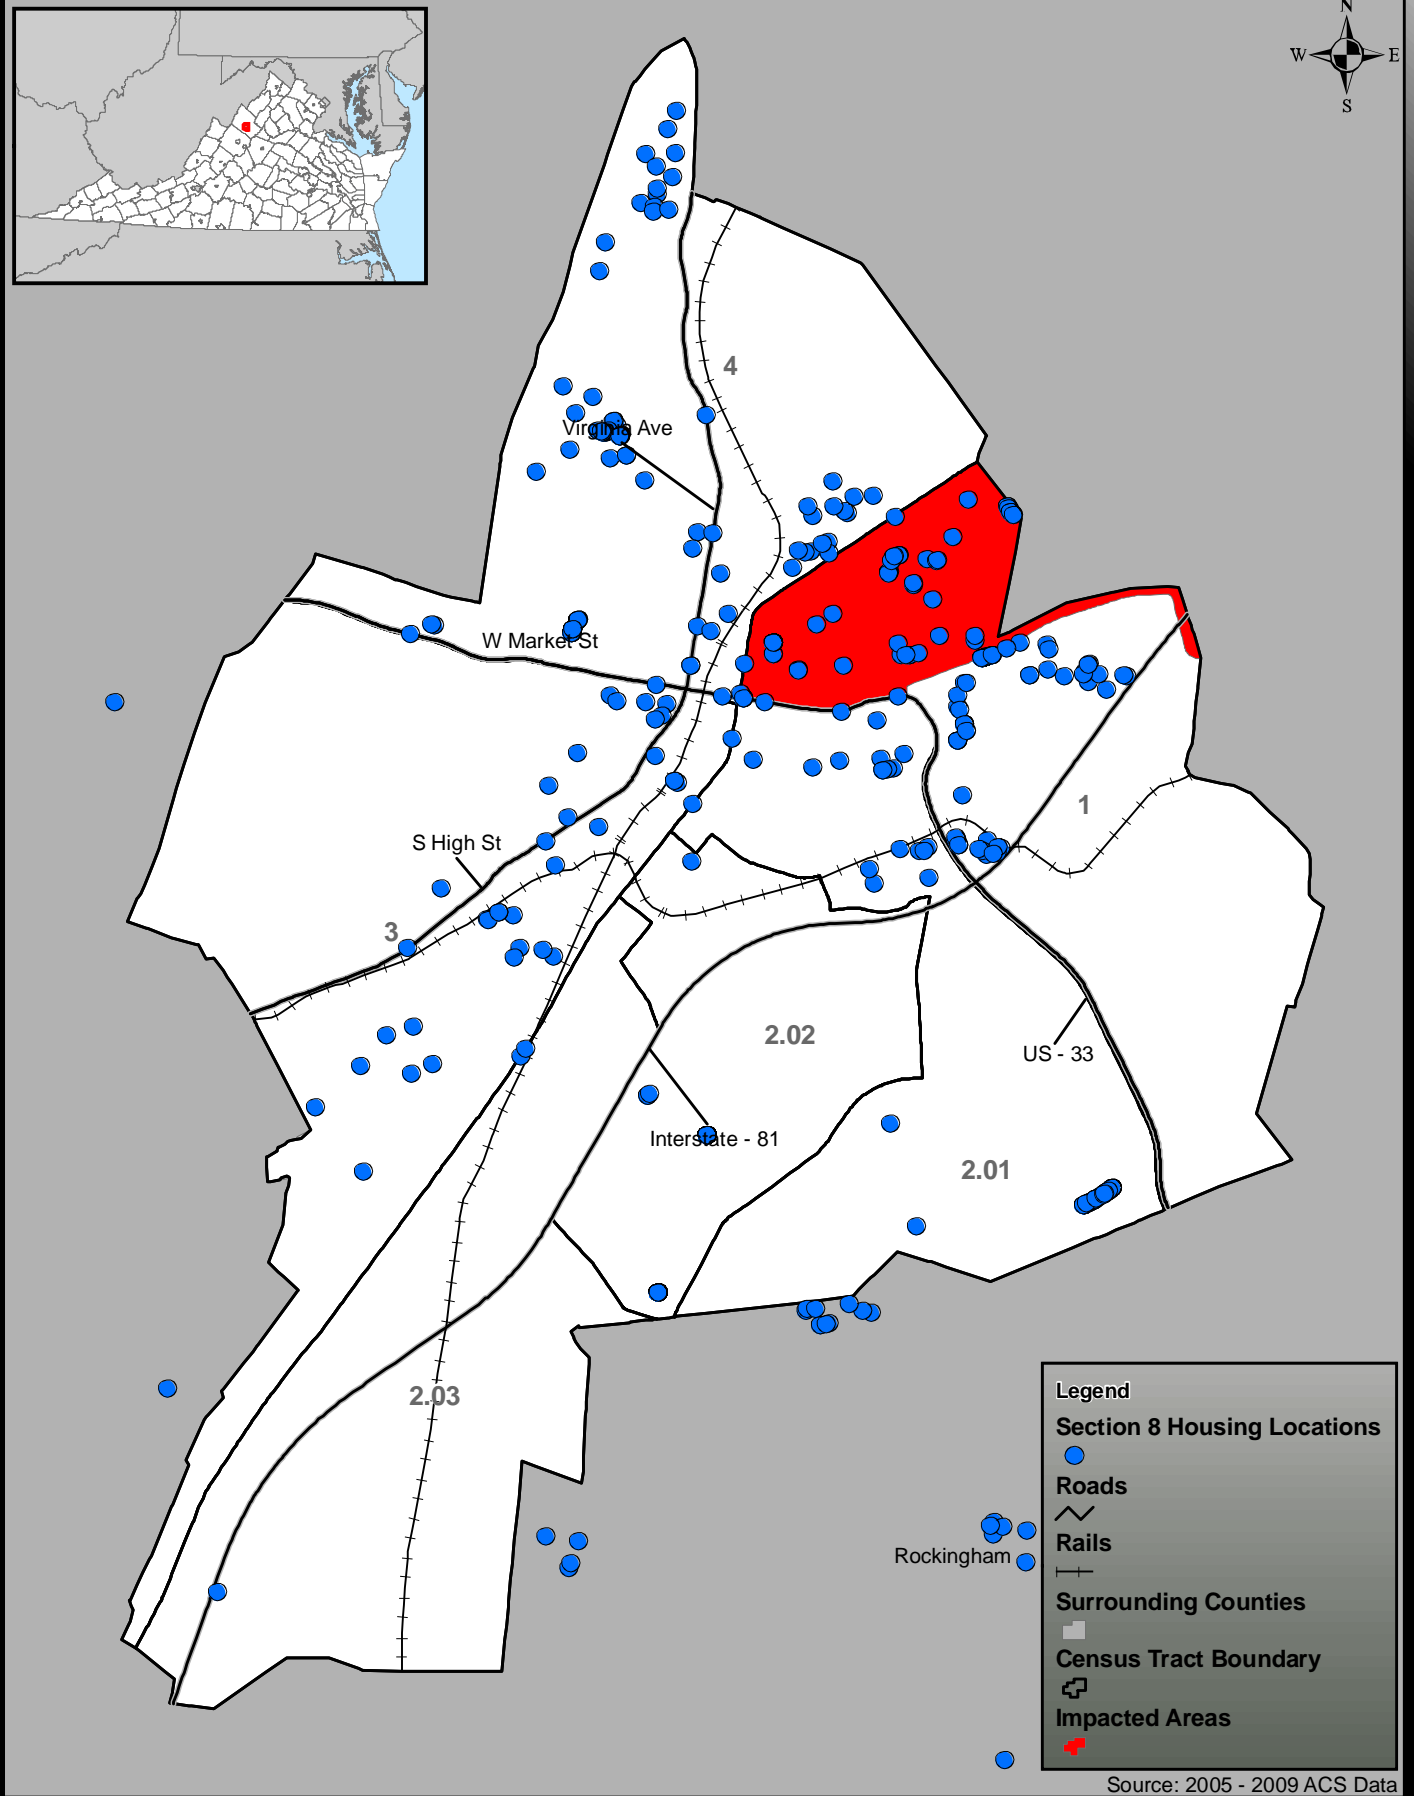 N
W
E
S
4
Virginia Ave
W Market St
1
S High St
3
2.02
US - 33
Interstate - 81
2.01
2.03
Rockingham
Legend
Section 8 Housing Locations
Roads
Rails
Surrounding Counties
Census Tract Boundary
Impacted Areas
Source: 2005 - 2009 ACS Data